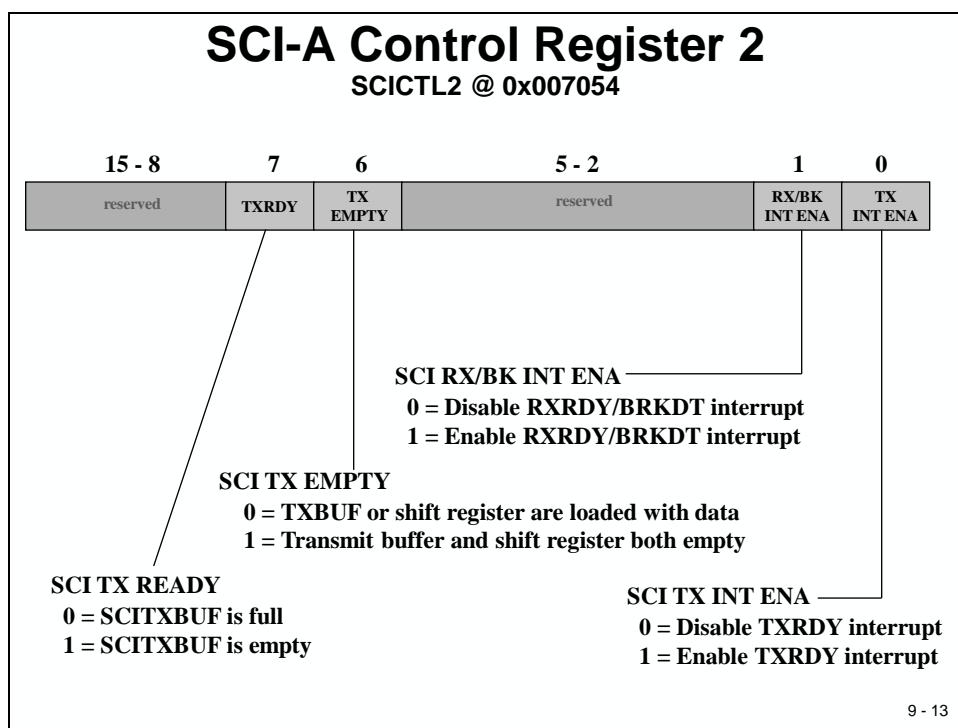 SCI-A Control Register 2
SCICTL2 @ 0x007054
15 - 8 7 6 5 - 2 1 0
reserved TXRDY TX EMPTY reserved RX/BK INT ENA TX INT ENA
SCI RX/BK INT ENA
0 = Disable RXRDY/BRKDT interrupt
1 = Enable RXRDY/BRKDT interrupt
SCI TX EMPTY
0 = TXBUF or shift register are loaded with data
1 = Transmit buffer and shift register both empty
SCI TX READY
0 = SCITXBUF is full
1 = SCITXBUF is empty
SCI TX INT ENA
0 = Disable TXRDY interrupt
1 = Enable TXRDY interrupt
9 - 13